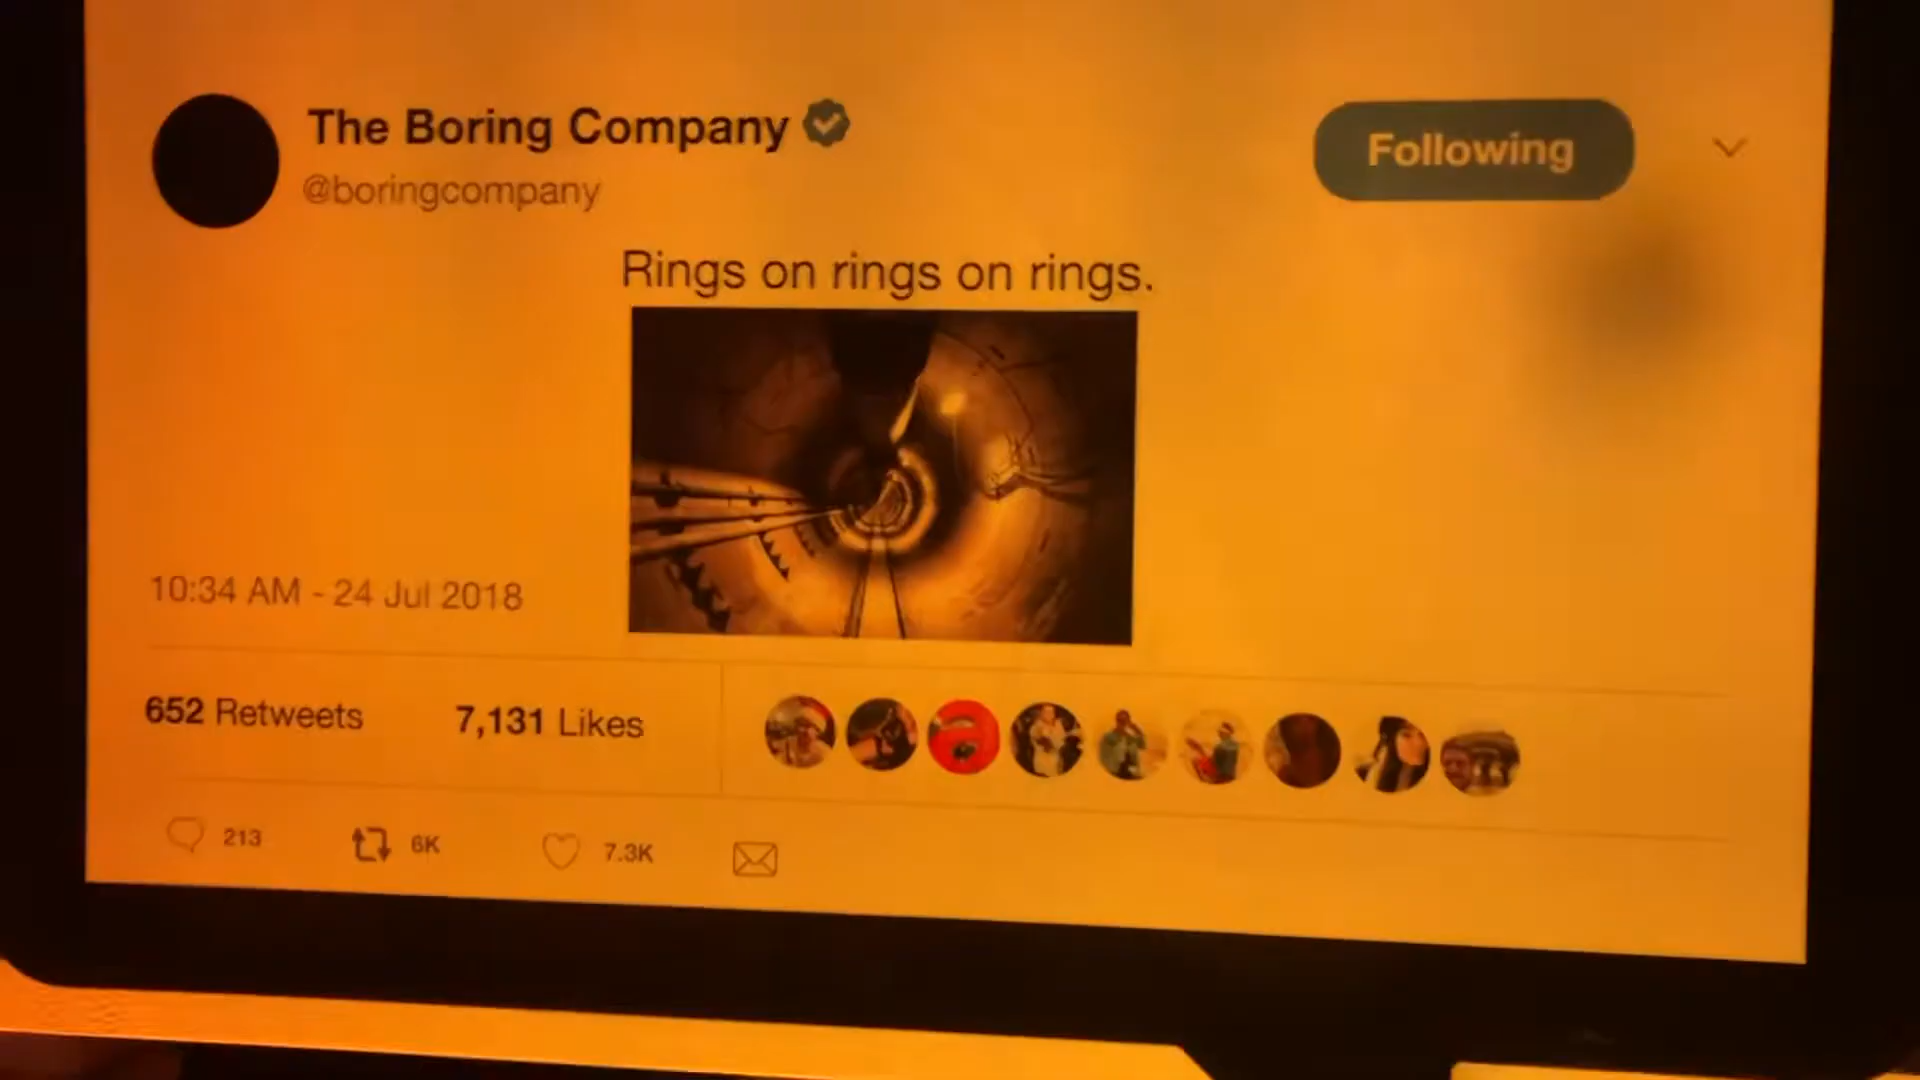 The Boring Company
@boringcompany
Following
Rings on rings on rings.
10:34 AM - 24 Jul 2018
652 Retweets 7,131 Likes
213 6K 7.3K